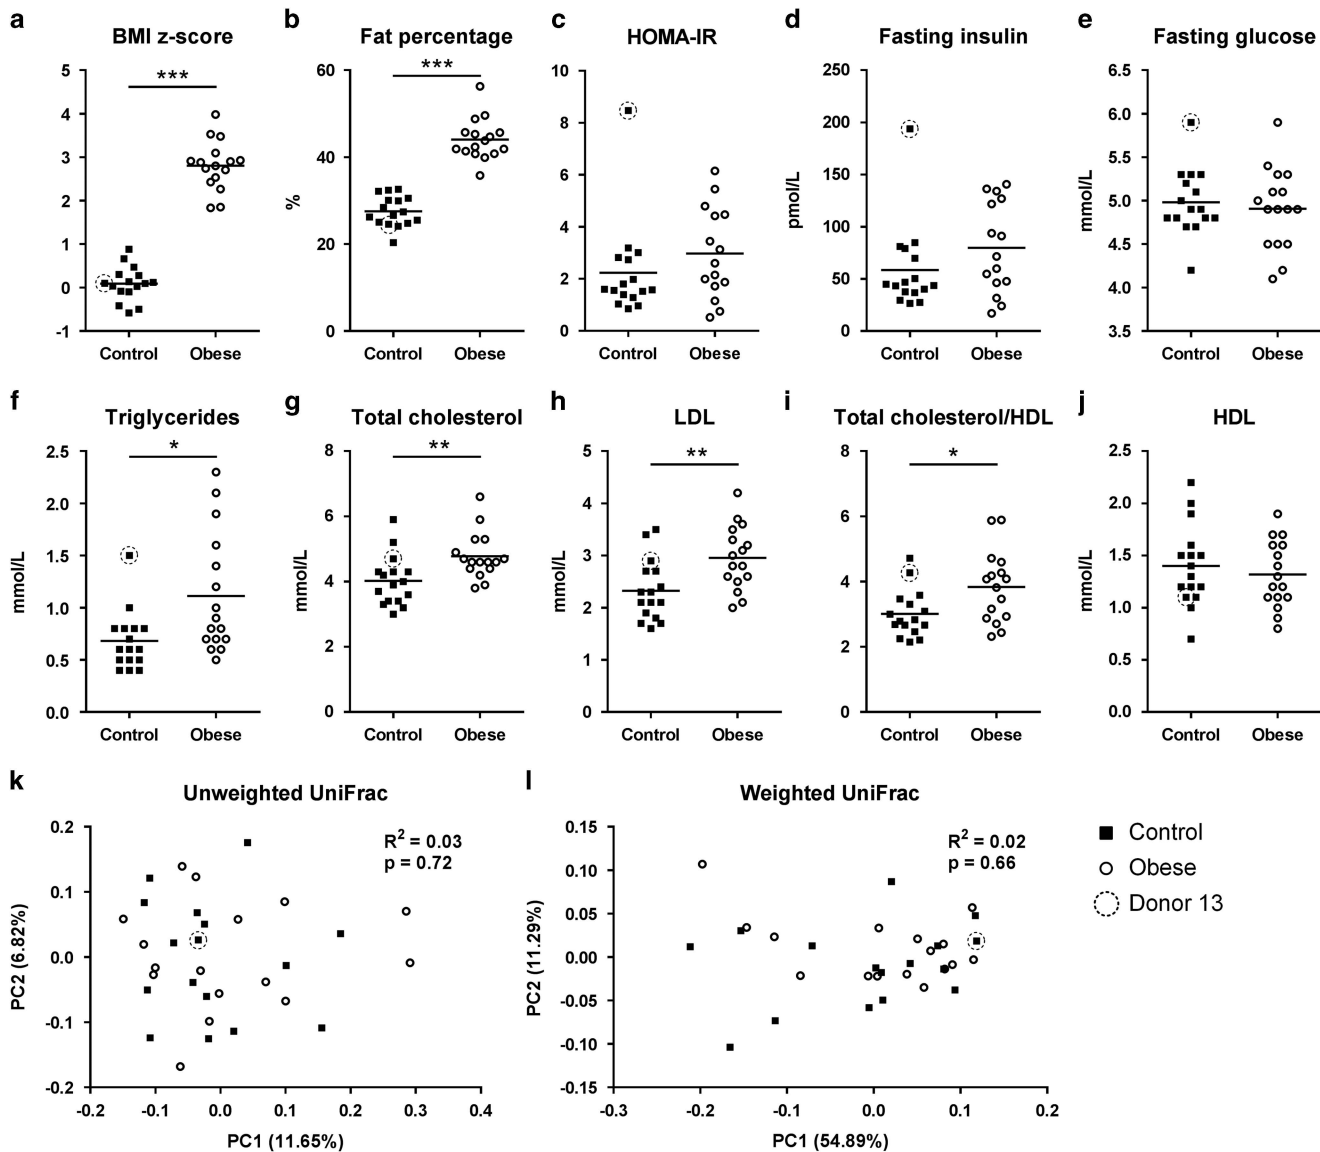 a
BMI z-score
***
5
4
3
2
1
0
-1
Control
Obese
b
Fat percentage
***
%
60
40
20
0
Control
Obese
c
HOMA-IR
10
8
6
4
2
0
Control
Obese
d
Fasting insulin
pmol/L
250
200
150
100
50
0
Control
Obese
e
Fasting glucose
mmol/L
6.5
6.0
5.5
5.0
4.5
4.0
3.5
Control
Obese
f
Triglycerides
*
mmol/L
2.5
2.0
1.5
1.0
0.5
0.0
Control
Obese
g
Total cholesterol
**
mmol/L
8
6
4
2
0
Control
Obese
h
LDL
**
mmol/L
5
4
3
2
1
0
Control
Obese
i
Total cholesterol/HDL
*
8
6
4
2
0
Control
Obese
j
HDL
mmol/L
2.5
2.0
1.5
1.0
0.5
0.0
Control
Obese
k
Unweighted UniFrac
R² = 0.03
p = 0.72
PC2 (6.82%)
0.2
0.1
0.0
-0.1
-0.2
-0.2 -0.1 0.0 0.1 0.2 0.3 0.4
PC1 (11.65%)
l
Weighted UniFrac
R² = 0.02
p = 0.66
PC2 (11.29%)
0.15
0.10
0.05
0.00
-0.05
-0.10
-0.15
-0.3 -0.2 -0.1 0.0 0.1 0.2
PC1 (54.89%)
Control
Obese
Donor 13